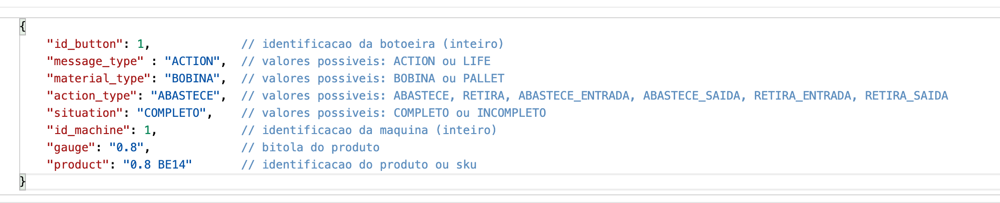 {
"id_button": 1, // identificacao da botoeira (inteiro)
"message_type" : "ACTION", // valores possiveis: ACTION ou LIFE
"material_type": "BOBINA", // valores possiveis: BOBINA ou PALLET
"action_type": "ABASTECE", // valores possiveis: ABASTECE, RETIRA, ABASTECE_ENTRADA, ABASTECE_SAIDA, RETIRA_ENTRADA, RETIRA_SAIDA
"situation": "COMPLETO", // valores possiveis: COMPLETO ou INCOMPLETO
"id_machine": 1, // identificacao da maquina (inteiro)
"gauge": "0.8", // bitola do produto
"product": "0.8 BE14" // identificacao do produto ou sku
}